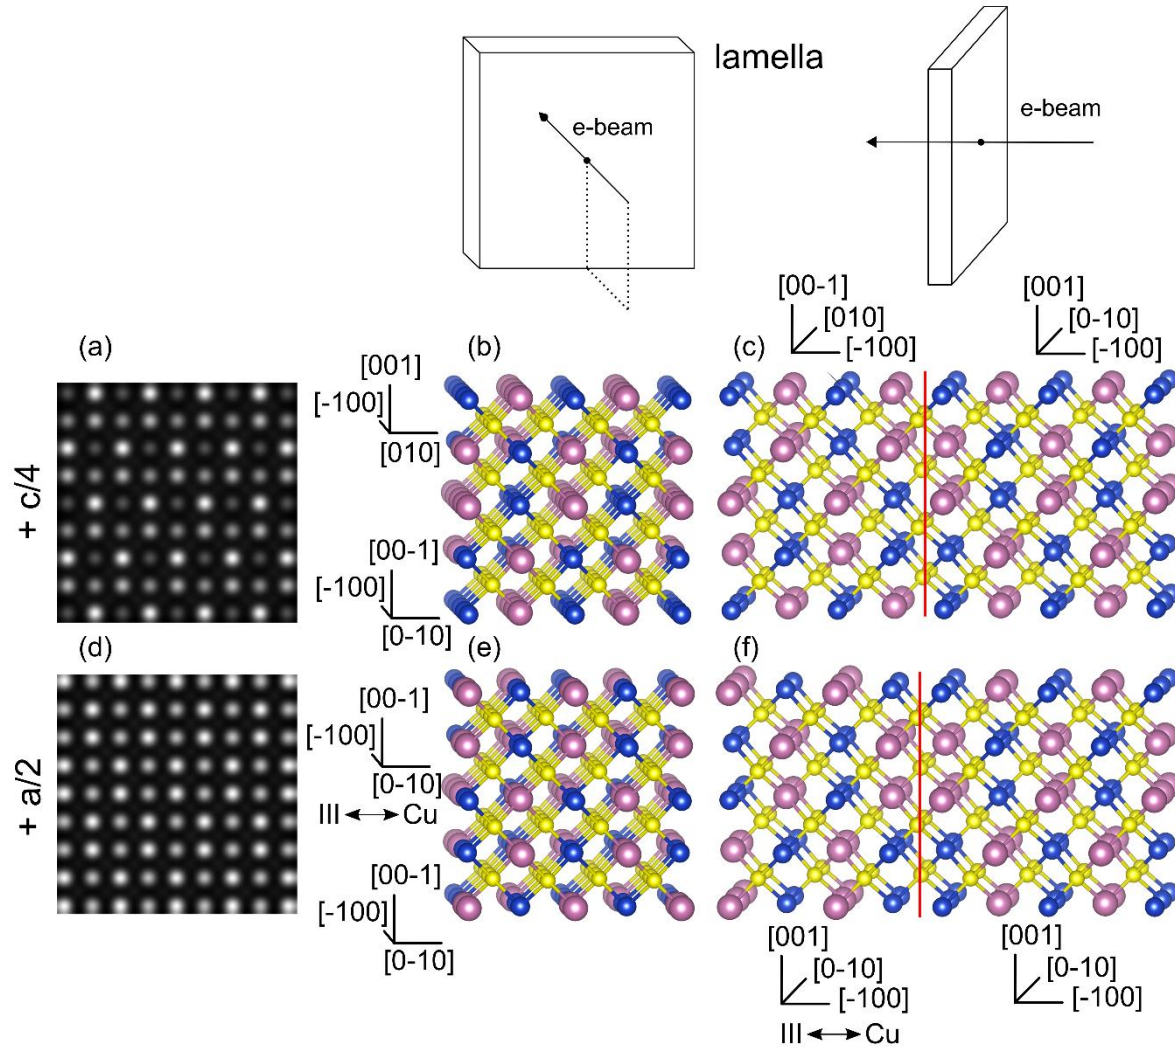 lamella
e-beam
e-beam
[00-1]
[010]
[-100]
[001]
[0-10]
[-100]
(a)
(b)
(c)
[001]
[-100]
[010]
+ c/4
[00-1]
[-100]
[0-10]
(d)
(e)
(f)
[00-1]
[-100]
[0-10]
III ↔ Cu
+ a/2
[00-1]
[-100]
[0-10]
[001]
[0-10]
[-100]
[001]
[0-10]
[-100]
III ↔ Cu